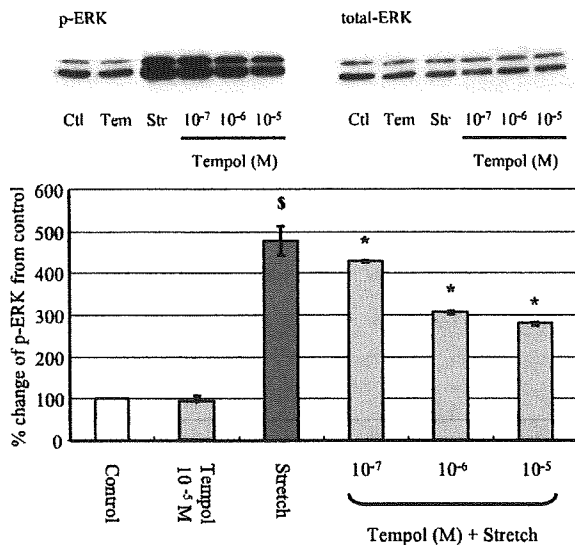 p-ERK
total-ERK
Ctl Tem Str 10-7 10-6 10-5
Tempol (M)
Ctl Tem Str 10-7 10-6 10-5
Tempol (M)
% change of p-ERK from control
600
500
400
300
200
100
0
$
*
*
*
Control
Tempol
10-5 M
Stretch
10-7
10-6
10-5
Tempol (M) + Stretch